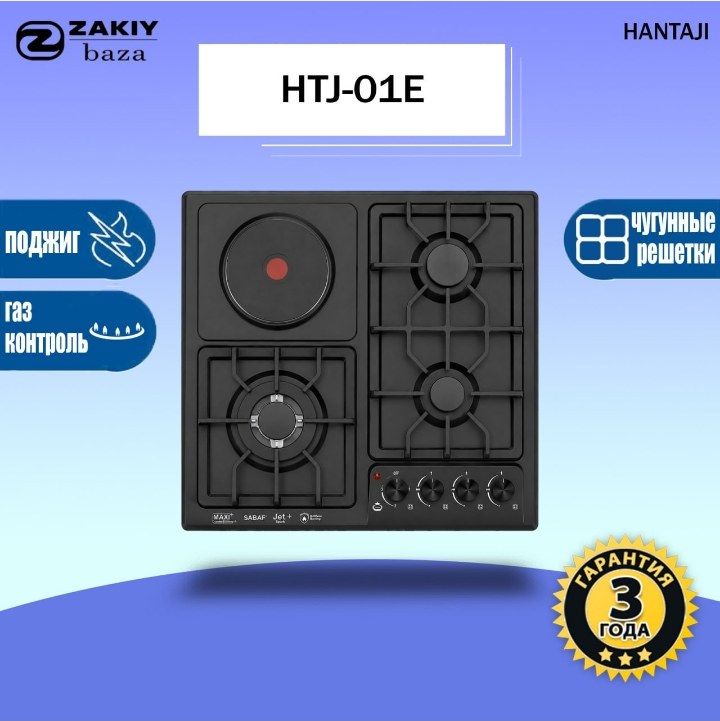 ZAKIY
baza
HANTAJI
HTJ-01E
поджиг
газ
контроль
чугунные
решетки
MAXI+
SABAF
Jet+
ГАРАНТИЯ
3
ГОДА